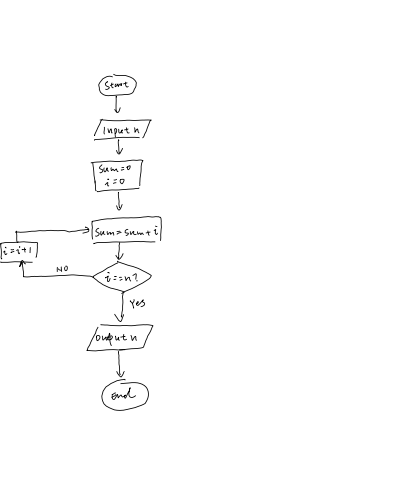 Start
Input n
Sum=0
i=0
Sum=Sum+i
i=i+1
NO
i==n?
Yes
Output n
end